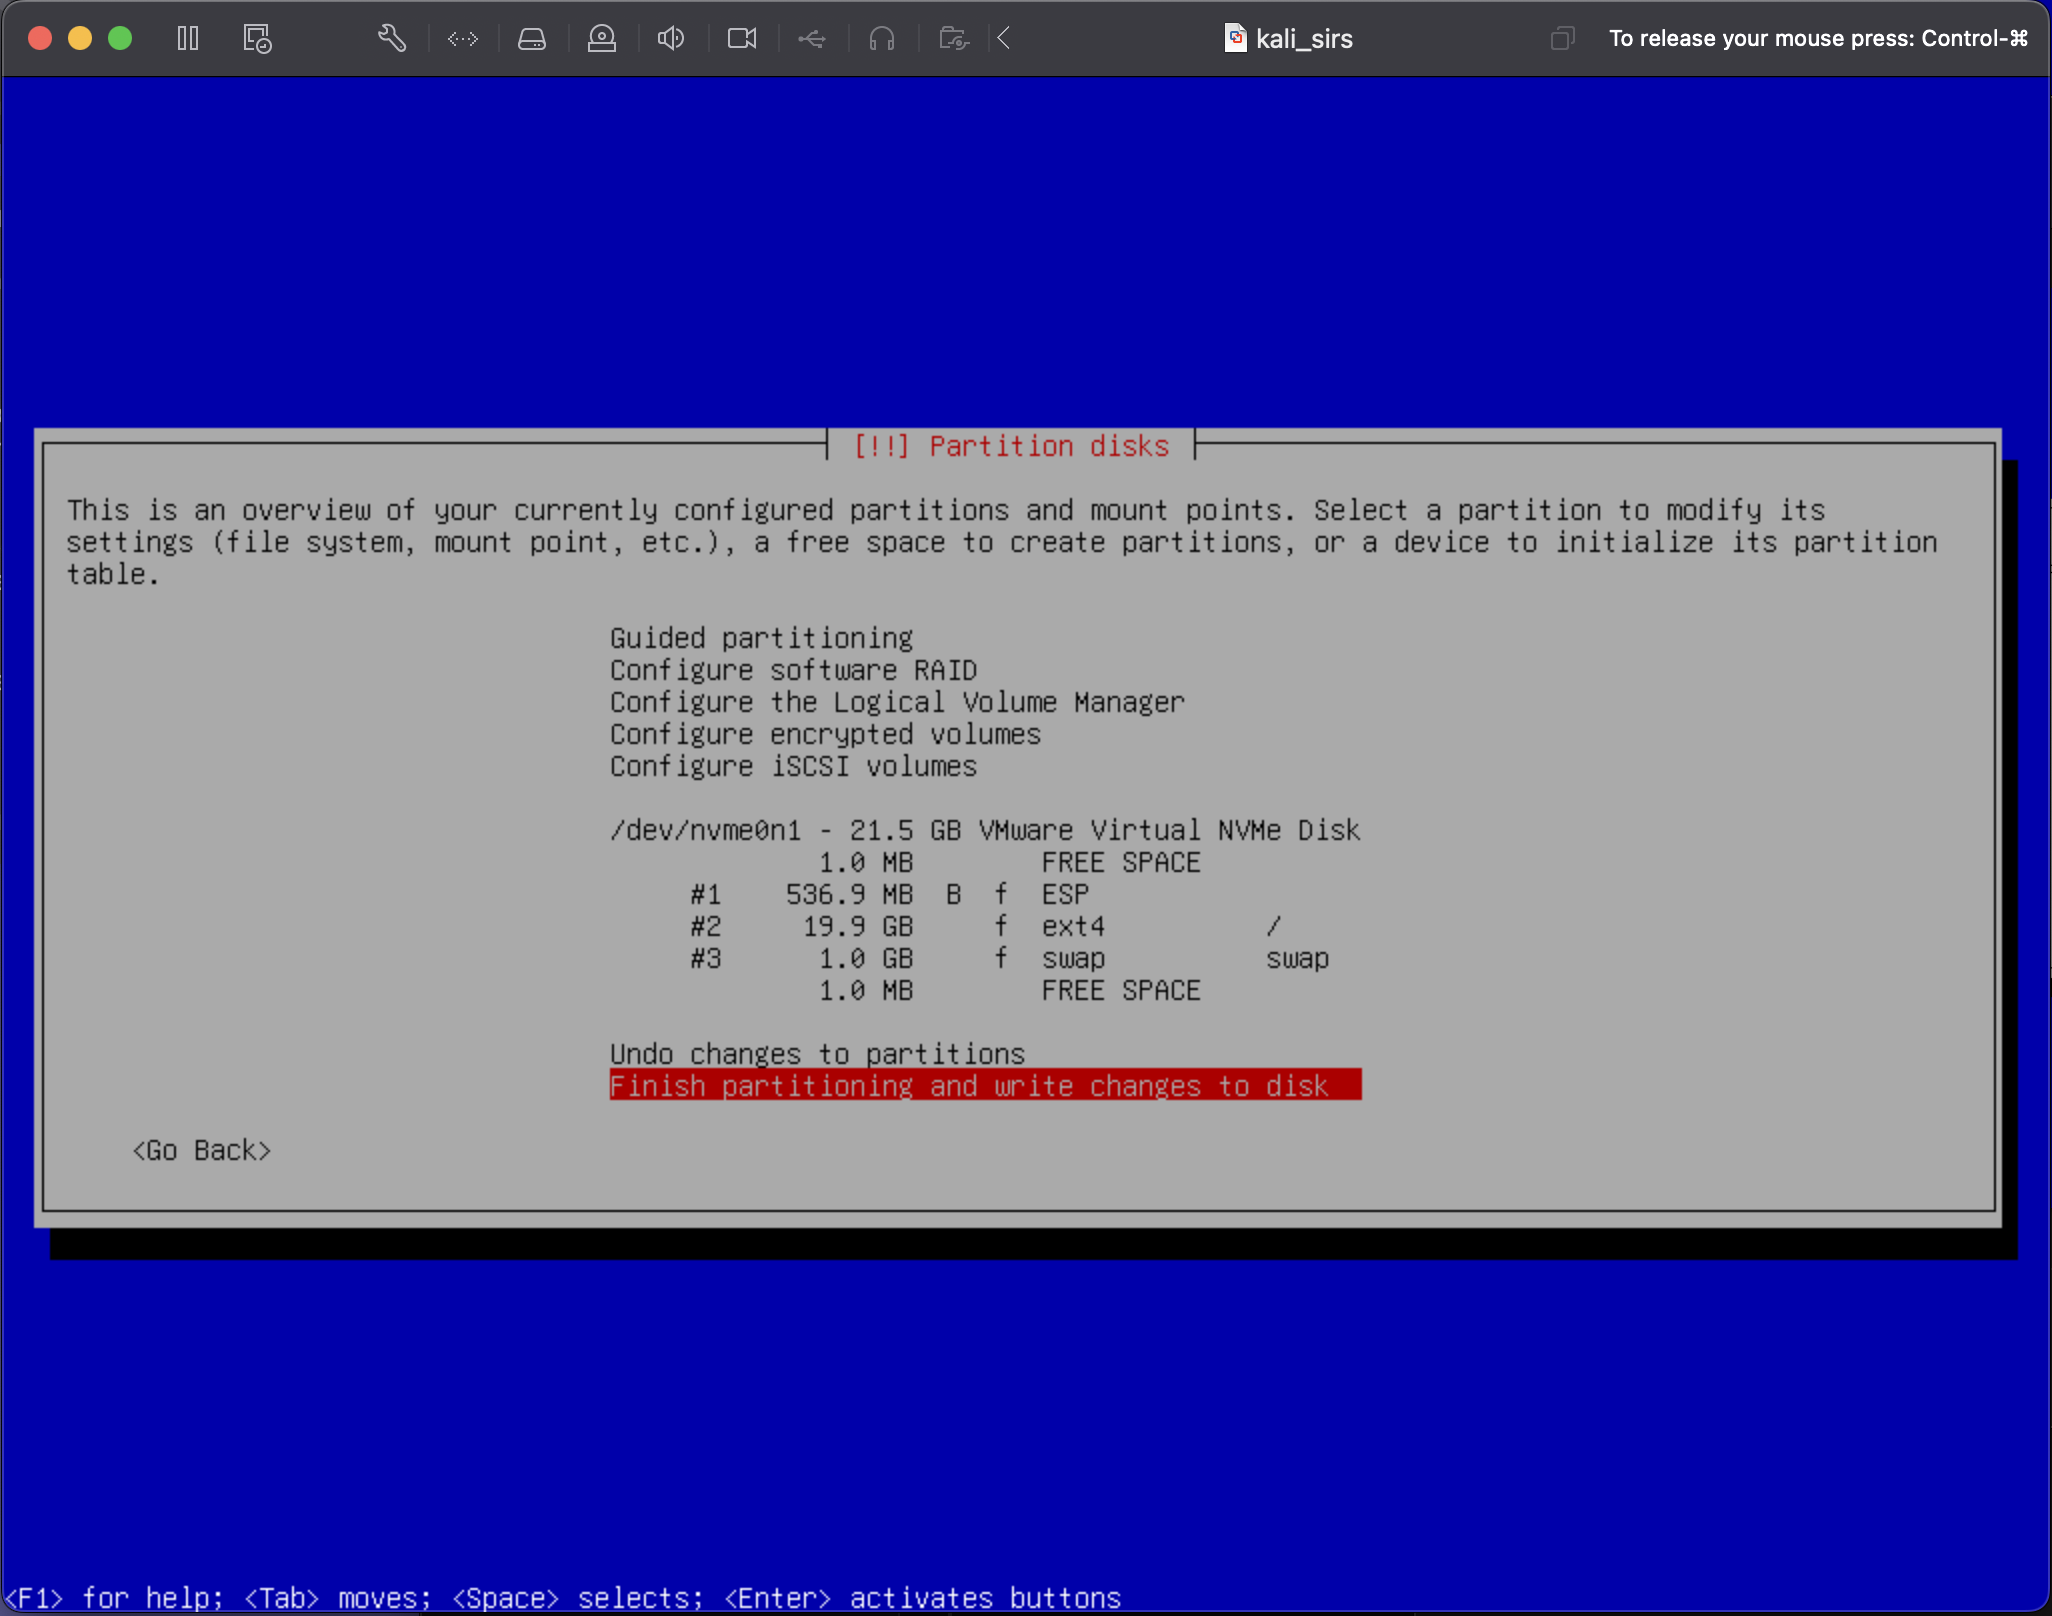 kali_sirs
To release your mouse press: Control-⌘
[!!] Partition disks
This is an overview of your currently configured partitions and mount points. Select a partition to modify its
settings (file system, mount point, etc.), a free space to create partitions, or a device to initialize its partition
table.
Guided partitioning
Configure software RAID
Configure the Logical Volume Manager
Configure encrypted volumes
Configure iSCSI volumes
/dev/nvme0n1 - 21.5 GB VMware Virtual NVMe Disk
1.0 MB FREE SPACE
#1 536.9 MB B f ESP
#2 19.9 GB f ext4 /
#3 1.0 GB f swap swap
1.0 MB FREE SPACE
Undo changes to partitions
Finish partitioning and write changes to disk
<Go Back>
<F1> for help; <Tab> moves; <Space> selects; <Enter> activates buttons